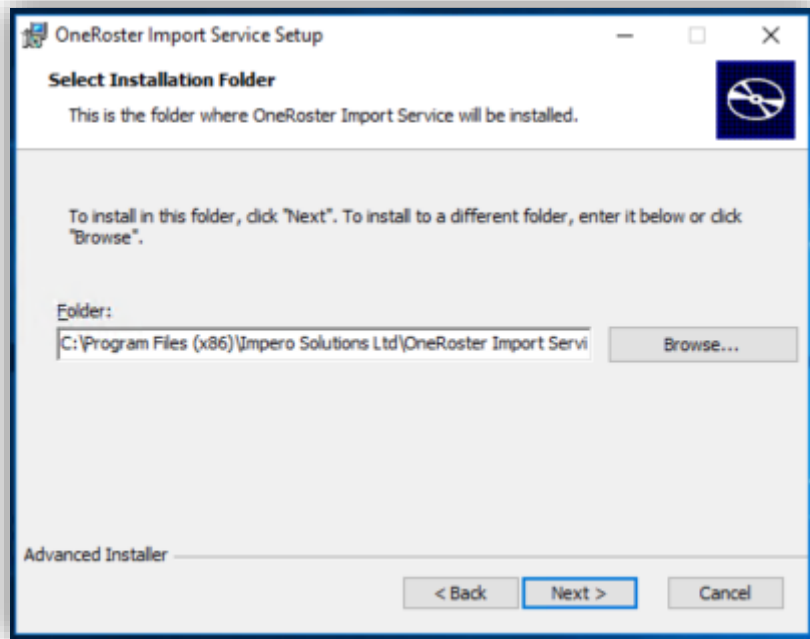 OneRoster Import Service Setup
Select Installation Folder
This is the folder where OneRoster Import Service will be installed.
To install in this folder, click "Next". To install to a different folder, enter it below or click
"Browse".
Folder:
C:\Program Files (x86)\Impero Solutions Ltd\OneRoster Import Servi
Browse...
Advanced Installer
< Back
Next >
Cancel